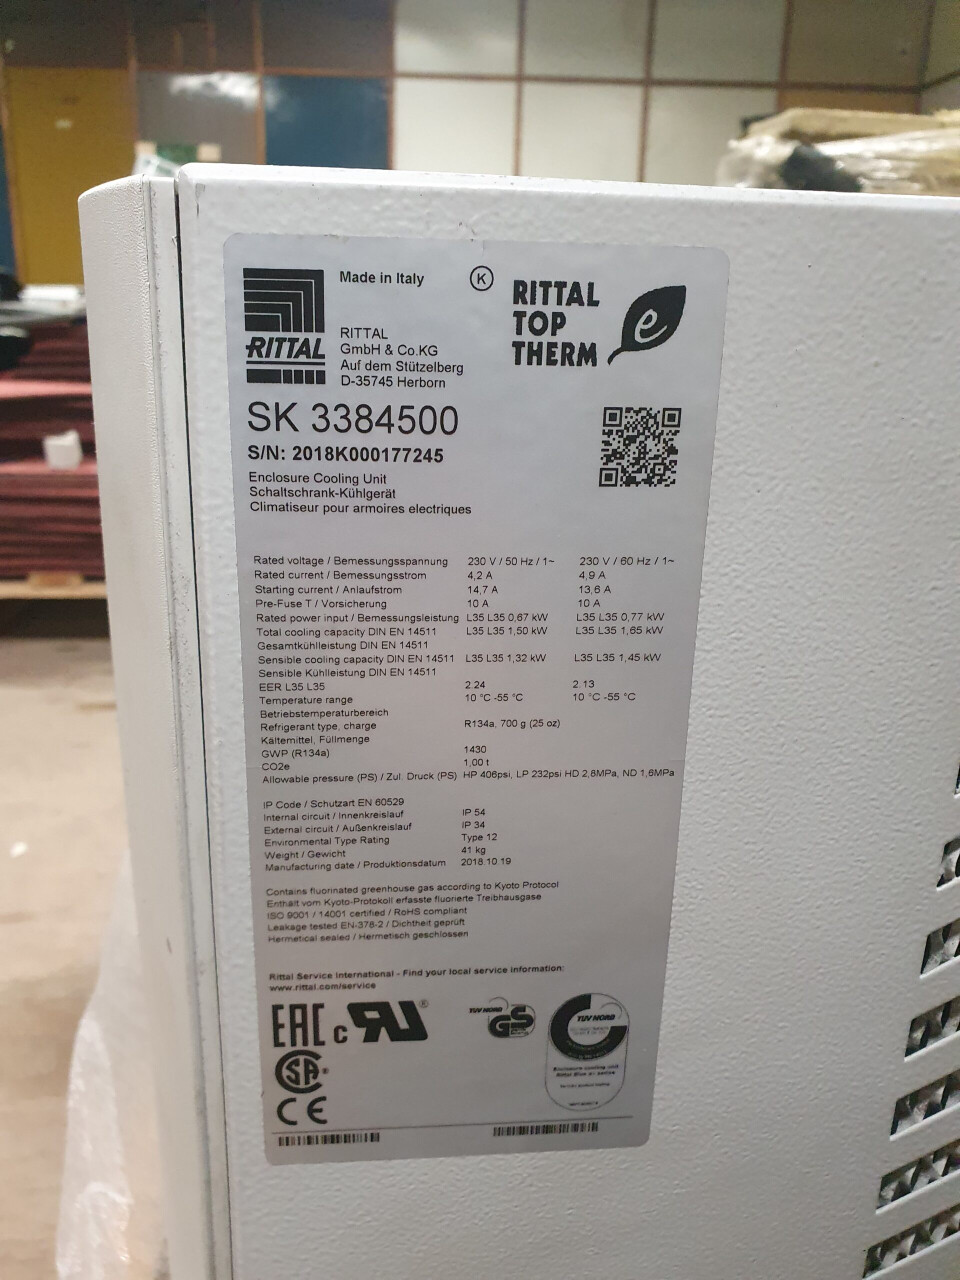 Made in Italy
K
RITTAL
RITTAL
GmbH & Co.KG
Auf dem Stützelberg
D-35745 Herborn
RITTAL
TOP
THERM
e
SK 3384500
S/N: 2018K000177245
Enclosure Cooling Unit
Schaltschrank-Kühlgerät
Climatiseur pour armoires electriques
Rated voltage / Bemessungsspannung 230 V / 50 Hz / 1~ 230 V / 60 Hz / 1~
Rated current / Bemessungsstrom 4,2 A 4,9 A
Starting current / Anlaufstrom 14,7 A 13,6 A
Pre-Fuse T / Vorsicherung 10 A 10 A
Rated power input / Bemessungsleistung L35 L35 0,67 kW L35 L35 0,77 kW
Total cooling capacity DIN EN 14511 L35 L35 1,50 kW L35 L35 1,65 kW
Gesamtkühlleistung DIN EN 14511
Sensible cooling capacity DIN EN 14511 L35 L35 1,32 kW L35 L35 1,45 kW
Sensible Kühlleistung DIN EN 14511
EER L35 L35 2.24 2.13
Temperature range 10 °C -55 °C 10 °C -55 °C
Betriebstemperaturbereich
Refrigerant type, charge R134a, 700 g (25 oz)
Kältemittel, Füllmenge
GWP (R134a) 1430
CO2e 1,00 t
Allowable pressure (PS) / Zul. Druck (PS) HP 406psi, LP 232psi HD 2,8MPa, ND 1,6MPa
IP Code / Schutzart EN 60529
Internal circuit / Innenkreislauf IP 54
External circuit / Außenkreislauf IP 34
Environmental Type Rating Type 12
Weight / Gewicht 41 kg
Manufacturing date / Produktionsdatum 2018.10.19
Contains fluorinated greenhouse gas according to Kyoto Protocol
Enthält vom Kyoto-Protokoll erfasste fluorierte Treibhausgase
ISO 9001 / 14001 certified / RoHS compliant
Leakage tested EN-378-2 / Dichtheit geprüft
Hermetical sealed / Hermetisch geschlossen
Rittal Service International - Find your local service information:
www.rittal.com/service
EAC c RU ®
TUV NORD GS
TUV NORD
Enclosure cooling unit
Rittal Blue e+ series
SA ®
CE